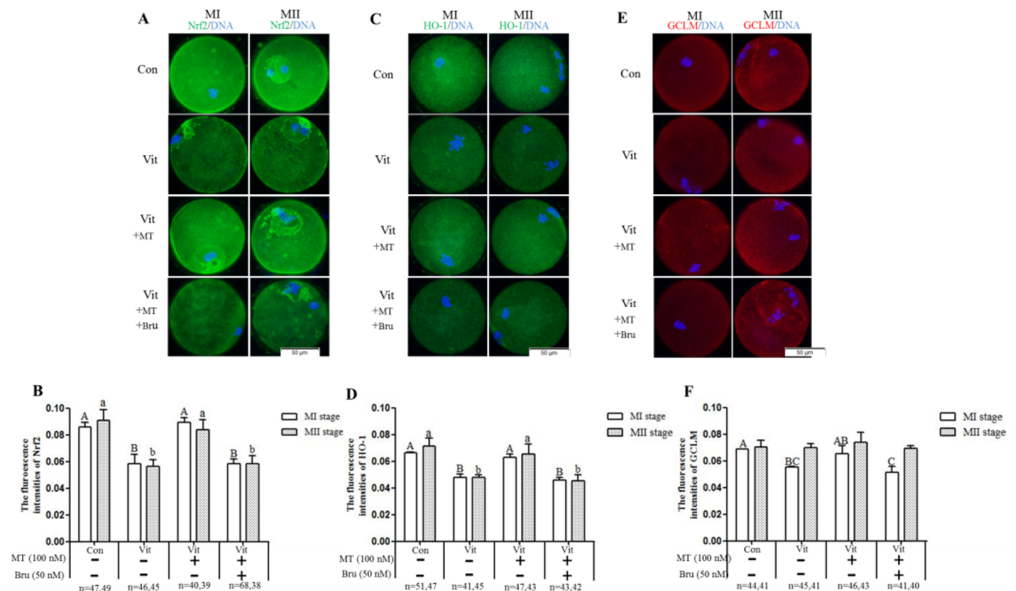 A
MI MII
Nrf2/DNA Nrf2/DNA
Con
Vit
Vit
+MT
Vit
+MT
+Bru
50 μm
C
MI MII
HO-1/DNA HO-1/DNA
Con
Vit
Vit
+MT
Vit
+MT
+Bru
50 μm
E
MI MII
GCLM/DNA GCLM/DNA
Con
Vit
Vit
+MT
Vit
+MT
+Bru
50 μm
B
The flurescence
intensities of Nrf2
0.10
0.08
0.06
0.04
0.02
0.00
A a B b A a B b
MI stage
MII stage
Con Vit Vit Vit
MT (100 nM) - - + +
Bru (50 nM) - - - +
n=47,49 n=46,45 n=40,39 n=68,38
D
The fluorescence
intensities of HO-1
0.10
0.08
0.06
0.04
0.02
0.00
A a B b A a B b
MI stage
MII stage
Con Vit Vit Vit
MT (100 nM) - - + +
Bru (50 nM) - - - +
n=51,47 n=41,45 n=47,43 n=43,42
F
The fluorescence
intensities of GCLM
0.10
0.08
0.06
0.04
0.02
0.00
A BC AB C
MI stage
MII stage
Con Vit Vit Vit
MT (100 nM) - - + +
Bru (50 nM) - - - +
n=44,41 n=45,41 n=46,43 n=41,40